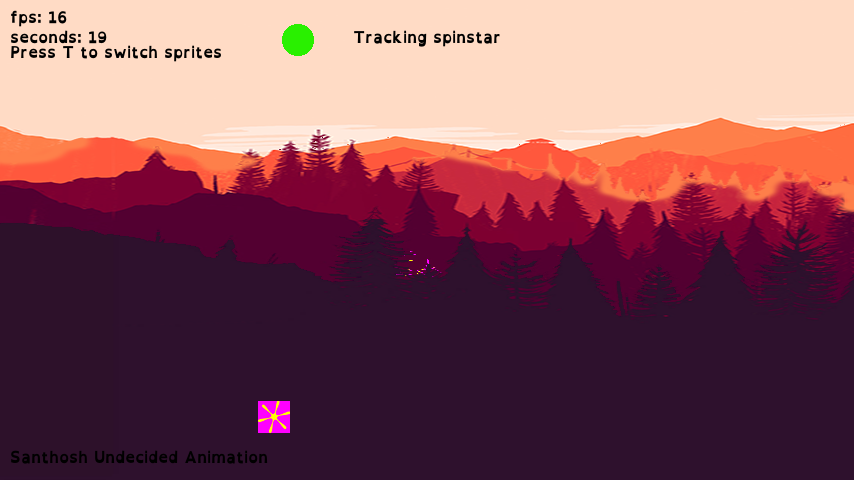 fps: 16
seconds: 19
Press T to switch sprites
Tracking spinstar
Santhosh Undecided Animation